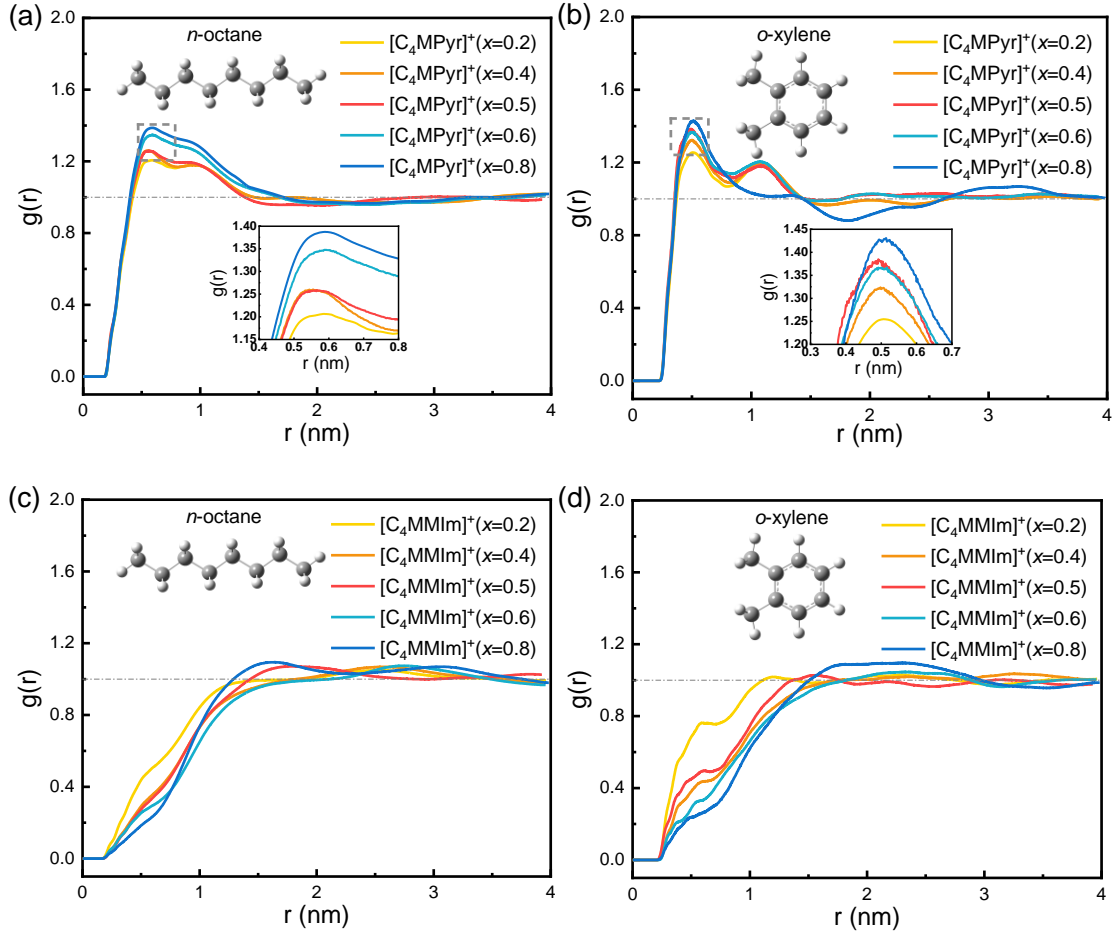 (a)
n-octane
[C₄MPyr]⁺(x=0.2)
[C₄MPyr]⁺(x=0.4)
[C₄MPyr]⁺(x=0.5)
[C₄MPyr]⁺(x=0.6)
[C₄MPyr]⁺(x=0.8)
g(r)
2.0
1.6
1.2
0.8
0.4
0.0
0 1 2 3 4
r (nm)
g(r)
1.40
1.35
1.30
1.25
1.20
1.15
0.4 0.5 0.6 0.7 0.8
r (nm)
(b)
o-xylene
[C₄MPyr]⁺(x=0.2)
[C₄MPyr]⁺(x=0.4)
[C₄MPyr]⁺(x=0.5)
[C₄MPyr]⁺(x=0.6)
[C₄MPyr]⁺(x=0.8)
g(r)
2.0
1.6
1.2
0.8
0.4
0.0
0 1 2 3 4
r (nm)
g(r)
1.45
1.40
1.35
1.30
1.25
1.20
0.3 0.4 0.5 0.6 0.7
r (nm)
(c)
n-octane
[C₄MMIm]⁺(x=0.2)
[C₄MMIm]⁺(x=0.4)
[C₄MMIm]⁺(x=0.5)
[C₄MMIm]⁺(x=0.6)
[C₄MMIm]⁺(x=0.8)
g(r)
2.0
1.6
1.2
0.8
0.4
0.0
0 1 2 3 4
r (nm)
(d)
o-xylene
[C₄MMIm]⁺(x=0.2)
[C₄MMIm]⁺(x=0.4)
[C₄MMIm]⁺(x=0.5)
[C₄MMIm]⁺(x=0.6)
[C₄MMIm]⁺(x=0.8)
g(r)
2.0
1.6
1.2
0.8
0.4
0.0
0 1 2 3 4
r (nm)